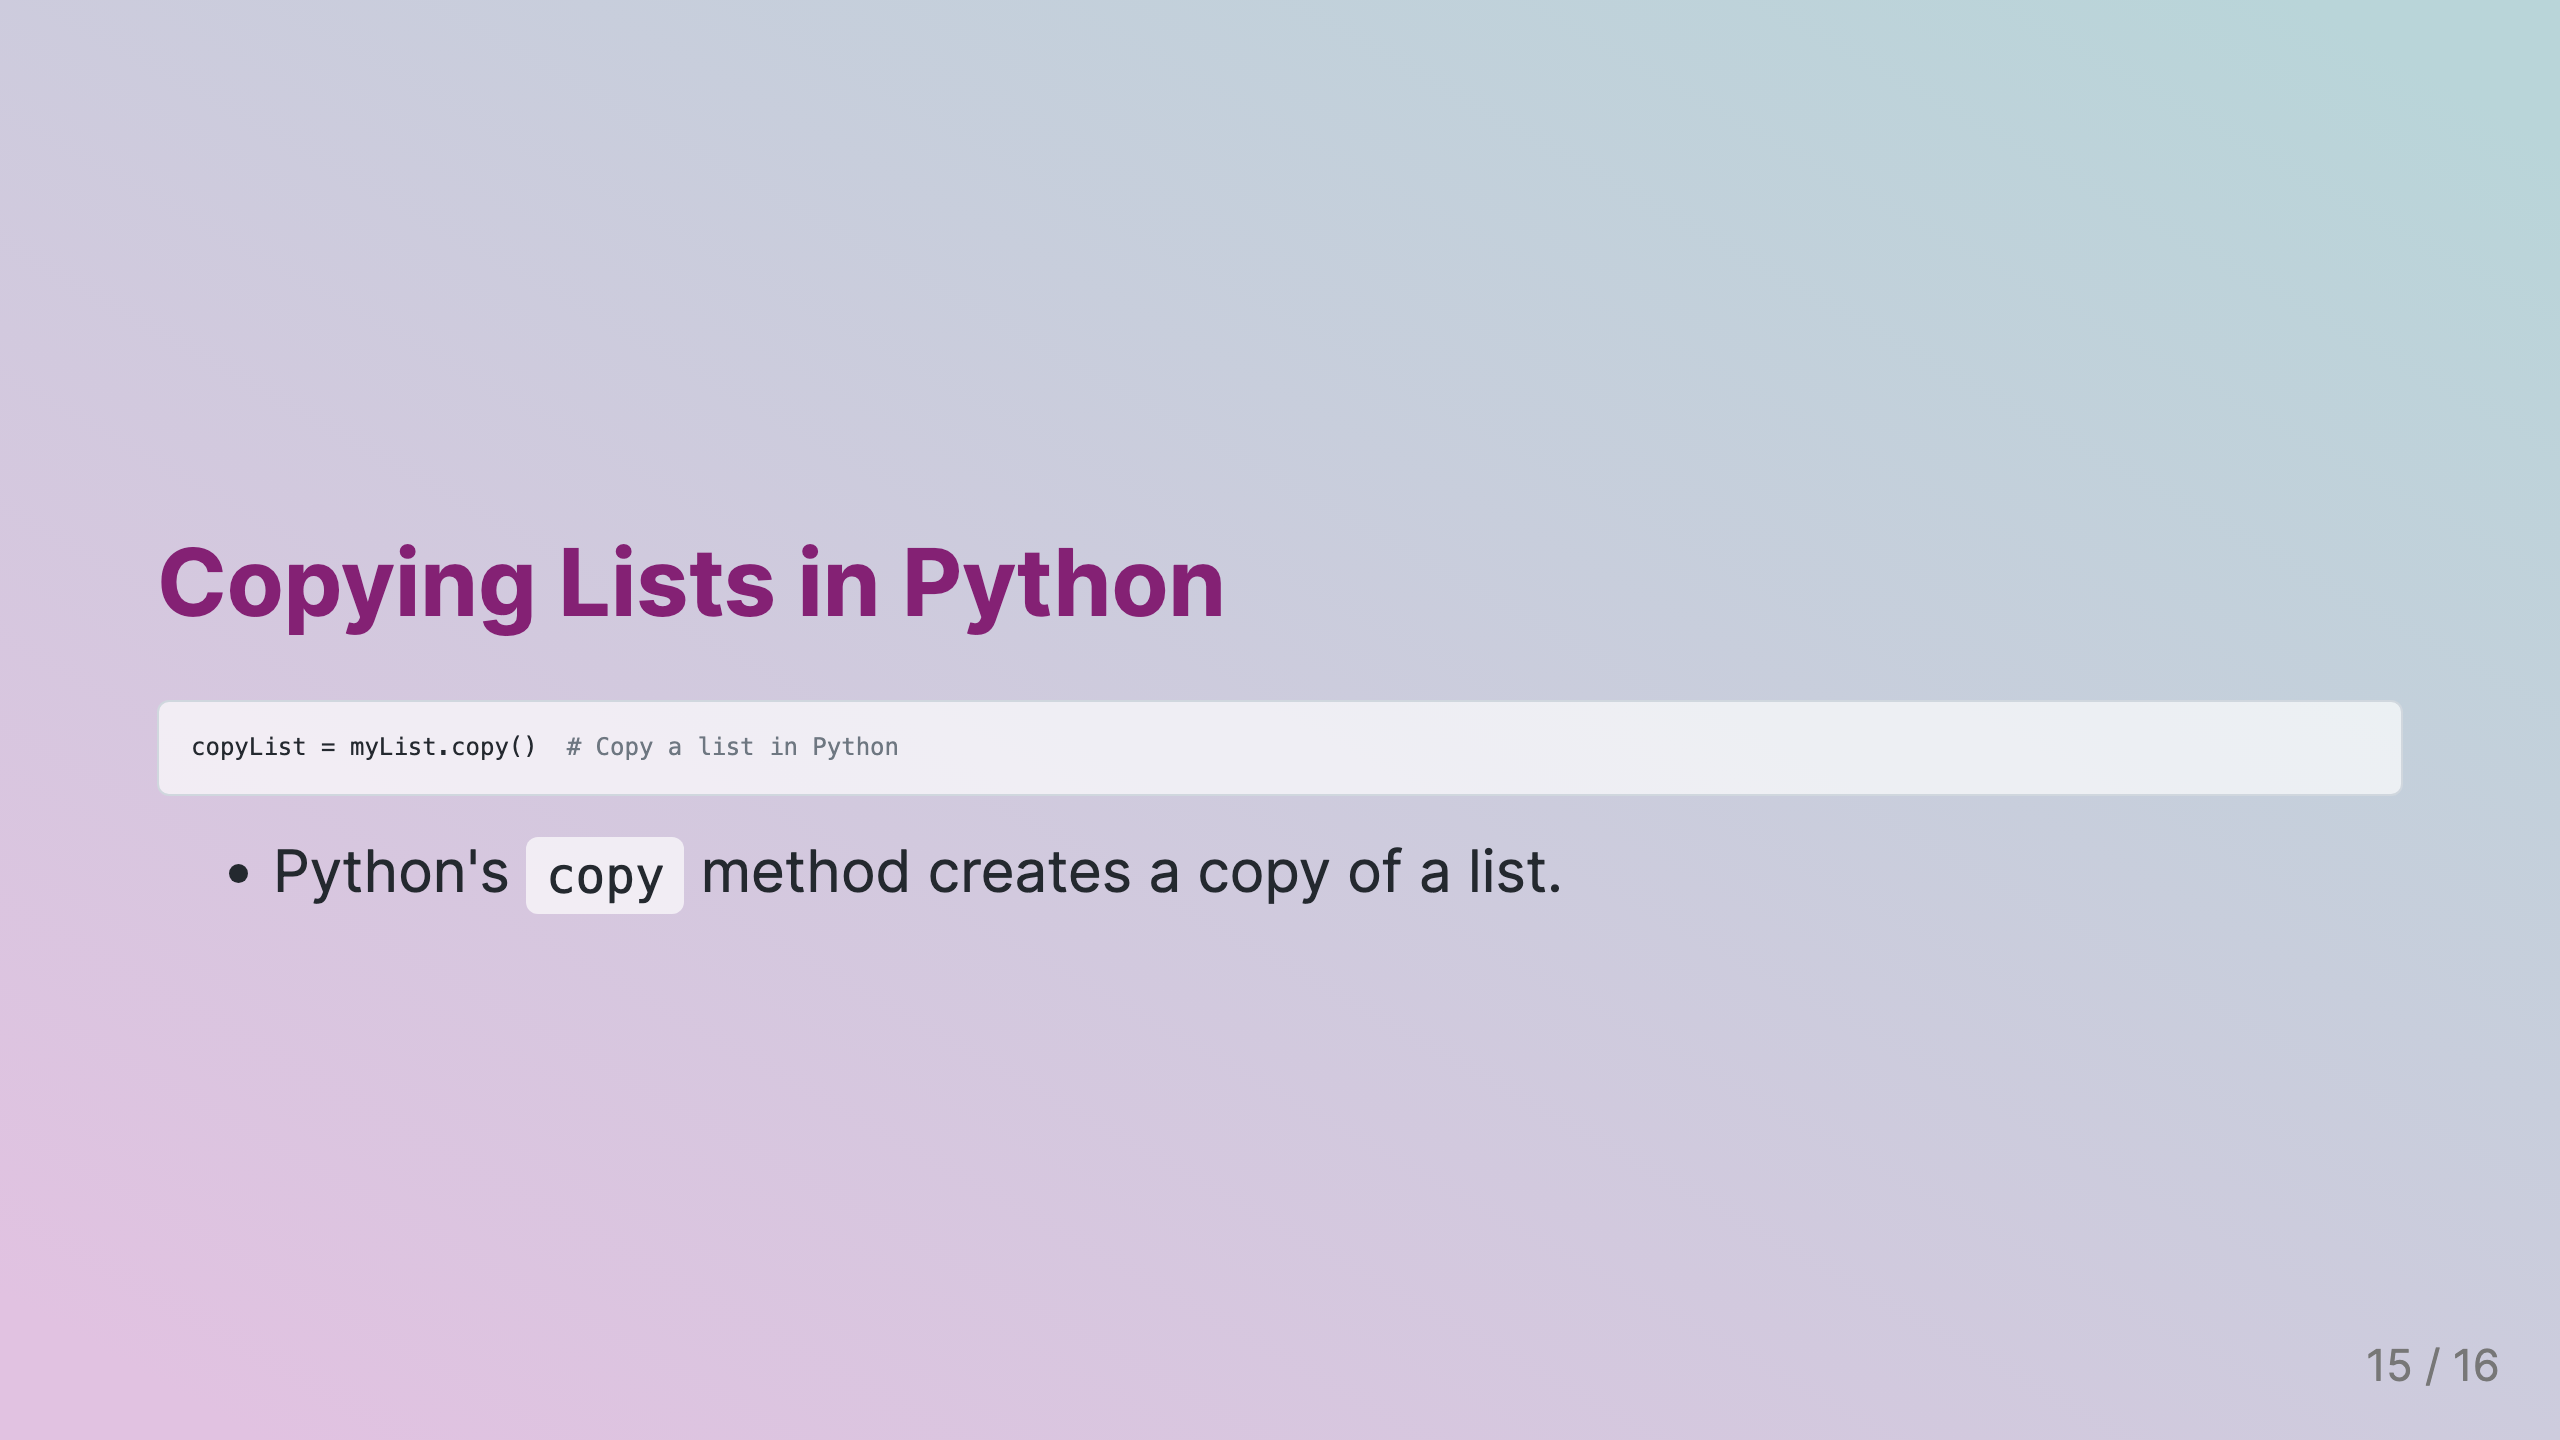 Copying Lists in Python
copyList = myList.copy()  # Copy a list in Python
• Python's copy method creates a copy of a list.
15 / 16